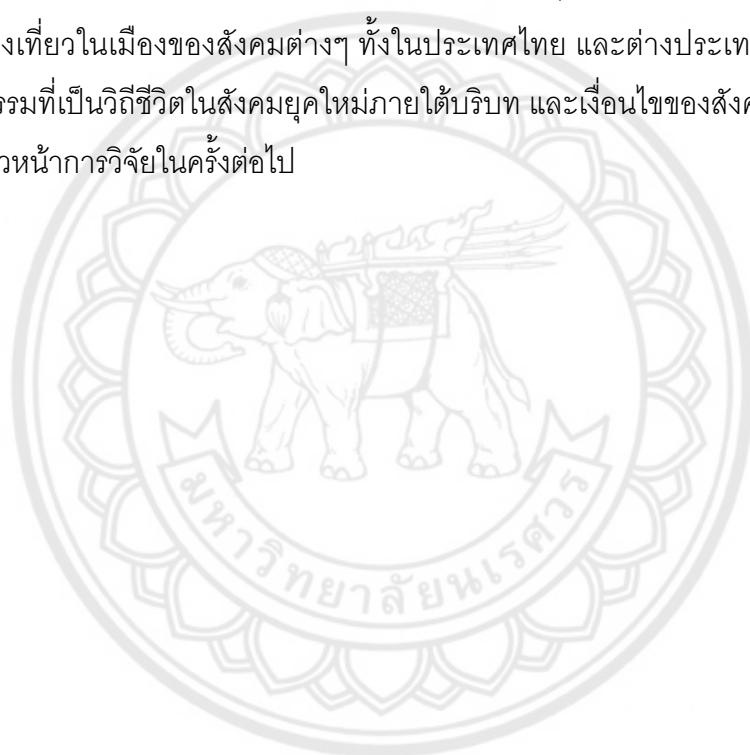 งเที่ยวในเมืองของสังคมต่างๆ ทั้งในประเทศไทย และต่างประเท
รรมที่เป็นวิถีชีวิตในสังคมยุคใหม่ภายใต้บริบท และเงื่อนไขของสังค
วหน้าการวิจัยในครั้งต่อไป
มหาวิทยาลัยนเรศวร